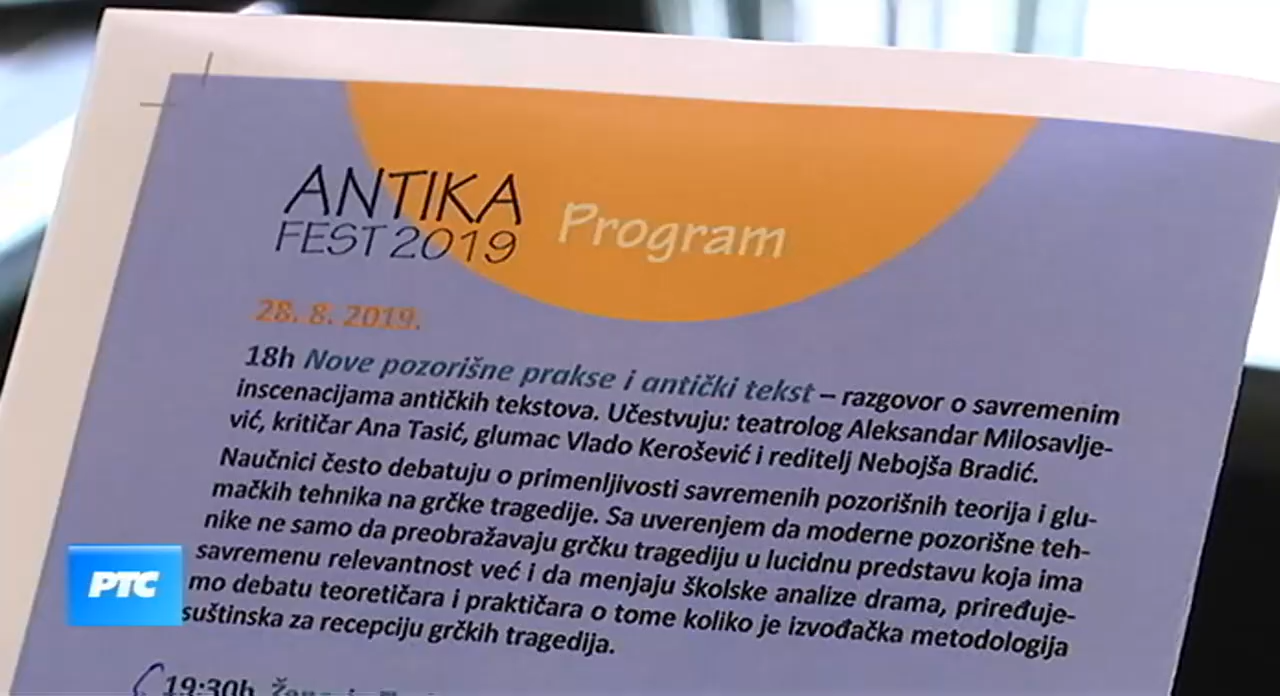 ANTIKA
FEST 2019
Program
28. 8. 2019.
18h Nove pozorišne prakse i antički tekst – razgovor o savremenim
inscenacijama antičkih tekstova. Učestvuju: teatrolog Aleksandar Milosavlje-
vić, kritičar Ana Tasić, glumac Vlado Kerošević i reditelj Nebojša Bradić.
Naučnici često debatuju o primenljivosti savremenih pozorišnih teorija i glu-
mačkih tehnika na grčke tragedije. Sa uverenjem da moderne pozorišne teh-
nike ne samo da preobražavaju grčku tragediju u lucidnu predstavu koja ima
savremenu relevantnost već i da menjaju školske analize drama, priređuje-
mo debatu teoretičara i praktičara o tome koliko je izvođačka metodologija
suštinska za recepciju grčkih tragedija.
19:30h
РТС